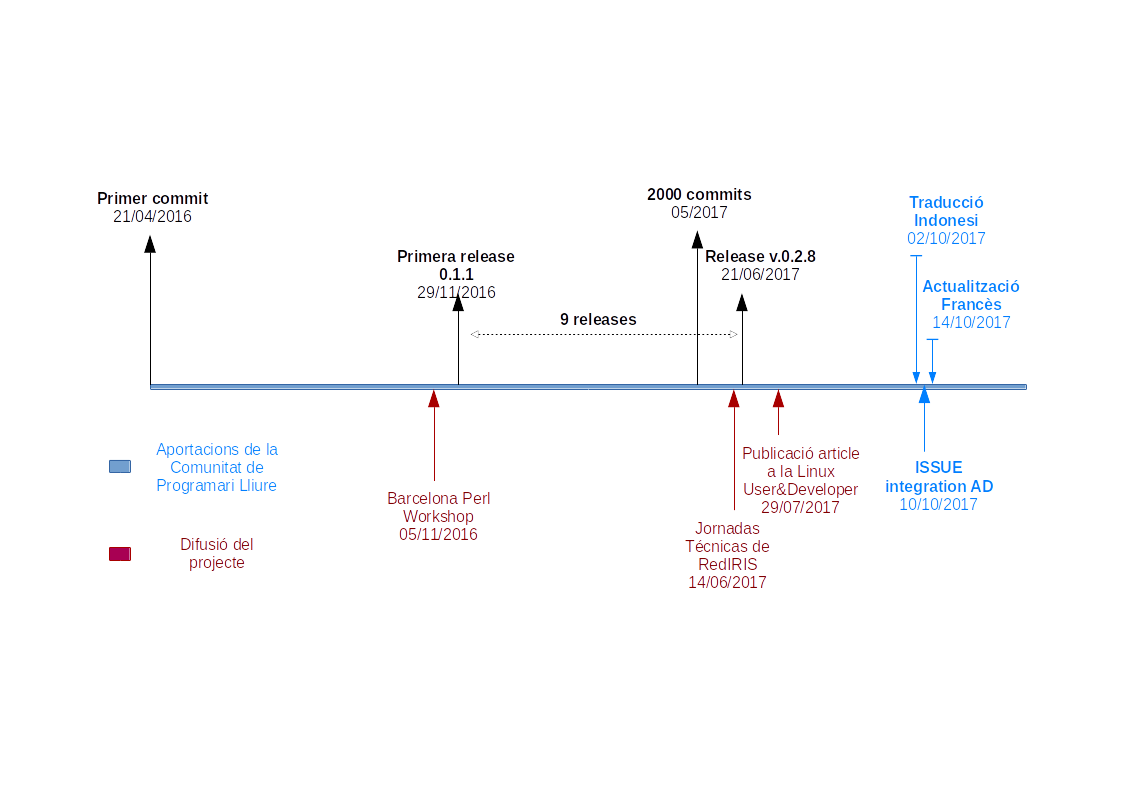 Primer commit
21/04/2016
Primera release
0.1.1
29/11/2016
9 releases
2000 commits
05/2017
Release v.0.2.8
21/06/2017
Traducció
Indonesi
02/10/2017
Actualització
Francès
14/10/2017
Aportacions de la
Comunitat de
Programari Lliure
Difusió del
projecte
Barcelona Perl
Workshop
05/11/2016
Jornadas
Técnicas de
RedIRIS
14/06/2017
Publicació article
a la Linux
User&Developer
29/07/2017
ISSUE
integration AD
10/10/2017